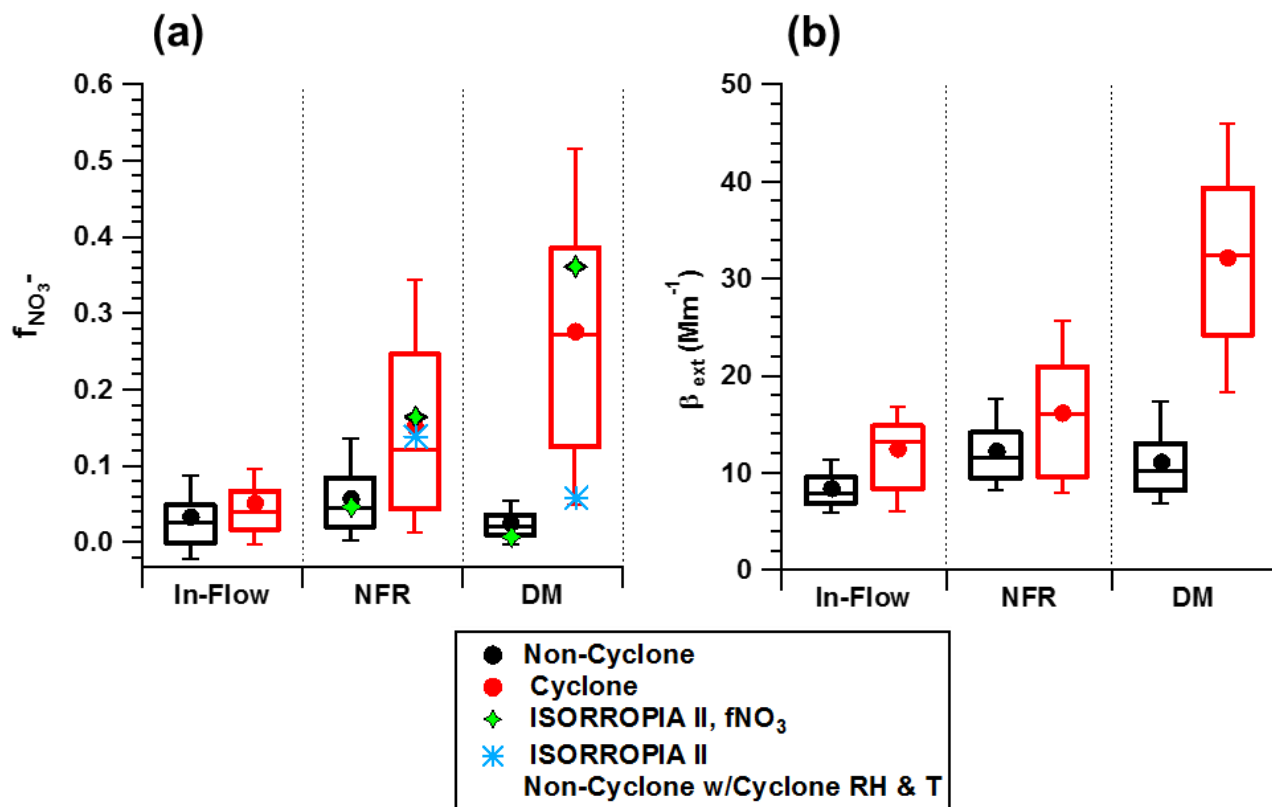 (a)
0.6
0.5
0.4
0.3
0.2
0.1
0.0
fNO₃⁻
In-Flow NFR DM
(b)
50
40
30
20
10
0
β ext (Mm⁻¹)
In-Flow NFR DM
Non-Cyclone
Cyclone
ISORROPIA II, fNO₃
ISORROPIA II
Non-Cyclone w/Cyclone RH & T